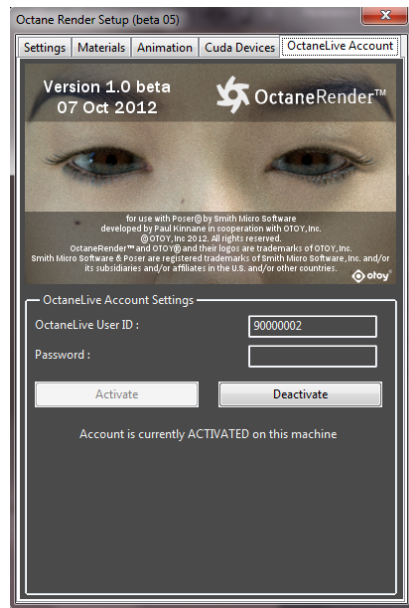 Octane Render Setup (beta 05)
Settings Materials Animation Cuda Devices OctaneLive Account
Version 1.0 beta
07 Oct 2012
OctaneRender™
for use with Poser® by Smith Micro Software
developed by Paul Kinnane in cooperation with OTOY, Inc.
© OTOY, Inc 2012. All rights reserved.
OctaneRender™ and OTOY® and their logos are trademarks of OTOY, Inc.
Smith Micro Software & Poser are registered trademarks of Smith Micro Software, Inc. and/or
its subsidiaries and/or affiliates in the U.S. and/or other countries.
otoy
OctaneLive Account Settings
OctaneLive User ID : 90000002
Password :
Activate Deactivate
Account is currently ACTIVATED on this machine